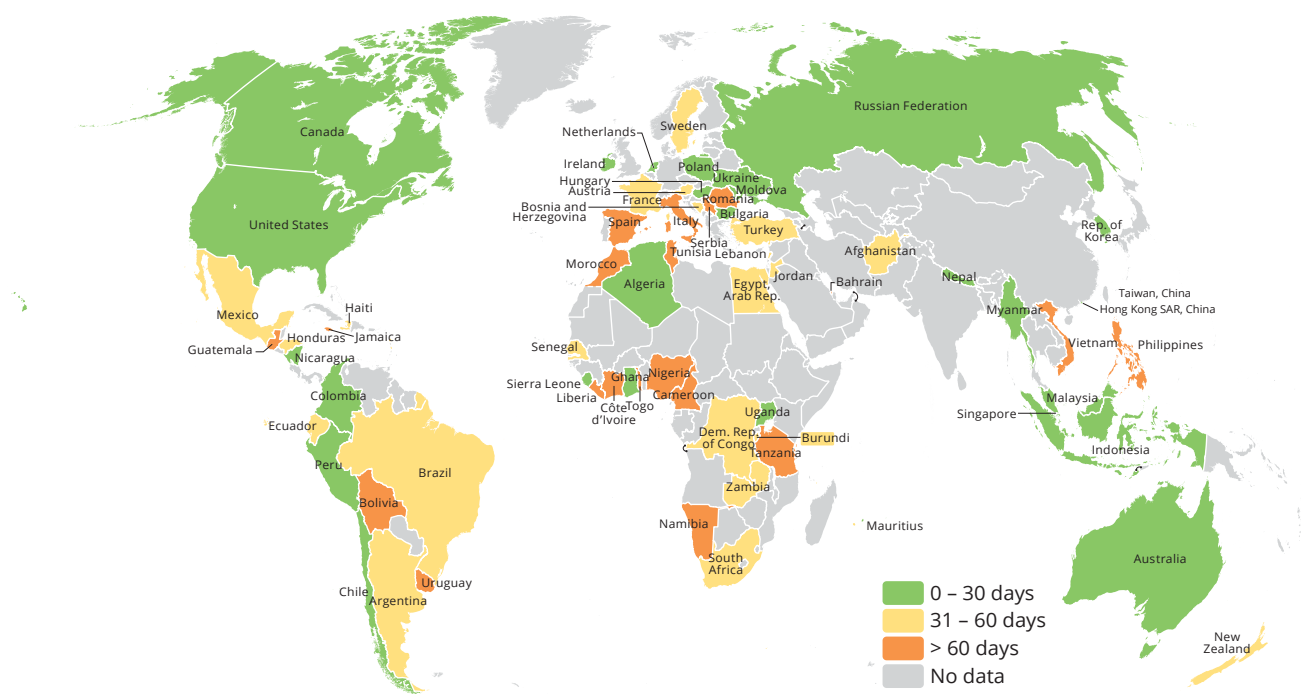 Canada
United States
Mexico
Haiti
Honduras
Jamaica
Guatemala
Nicaragua
Colombia
Ecuador
Peru
Brazil
Bolivia
Chile
Argentina
Uruguay
Netherlands
Sweden
Ireland
Poland
Hungary
Ukraine
Austria
Moldova
France
Romania
Bosnia and
Herzegovina
Bulgaria
Spain
Italy
Turkey
Serbia
Tunisia
Lebanon
Morocco
Algeria
Egypt,
Arab Rep.
Jordan
Bahrain
Afghanistan
Russian Federation
Rep. of
Korea
Nepal
Taiwan, China
Hong Kong SAR, China
Myanmar
Vietnam
Philippines
Malaysia
Singapore
Indonesia
Senegal
Sierra Leone
Liberia
Côte
d’Ivoire
Ghana
Togo
Nigeria
Cameroon
Uganda
Dem. Rep.
of Congo
Burundi
Tanzania
Zambia
Namibia
South
Africa
Mauritius
Australia
New
Zealand
0 – 30 days
31 – 60 days
> 60 days
No data